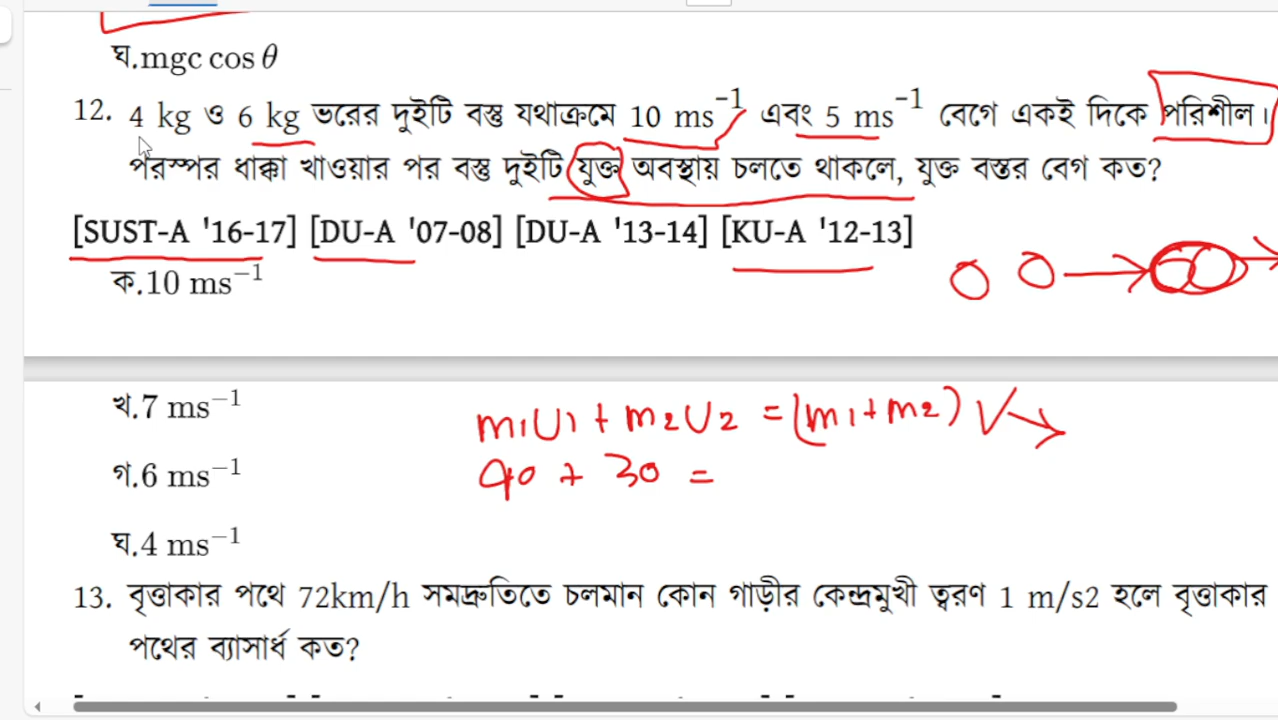 ঘ.mgc cos θ
12. 4 kg ও 6 kg ভরের দুইটি বস্তু যথাক্রমে 10 ms⁻¹ এবং 5 ms⁻¹ বেগে একই দিকে পরিশীল।
পরস্পর ধাক্কা খাওয়ার পর বস্তু দুইটি যুক্ত অবস্থায় চলতে থাকলে, যুক্ত বস্তর বেগ কত?
[SUST-A '16-17] [DU-A '07-08] [DU-A '13-14] [KU-A '12-13]
ক.10 ms⁻¹
খ.7 ms⁻¹
m₁U₁ + m₂U₂ = (m₁+m₂) V
গ.6 ms⁻¹
40 + 30 =
ঘ.4 ms⁻¹
13. বৃত্তাকার পথে 72km/h সমদ্রুতিতে চলমান কোন গাড়ীর কেন্দ্রমুখী ত্বরণ 1 m/s2 হলে বৃত্তাকার
পথের ব্যাসার্ধ কত?